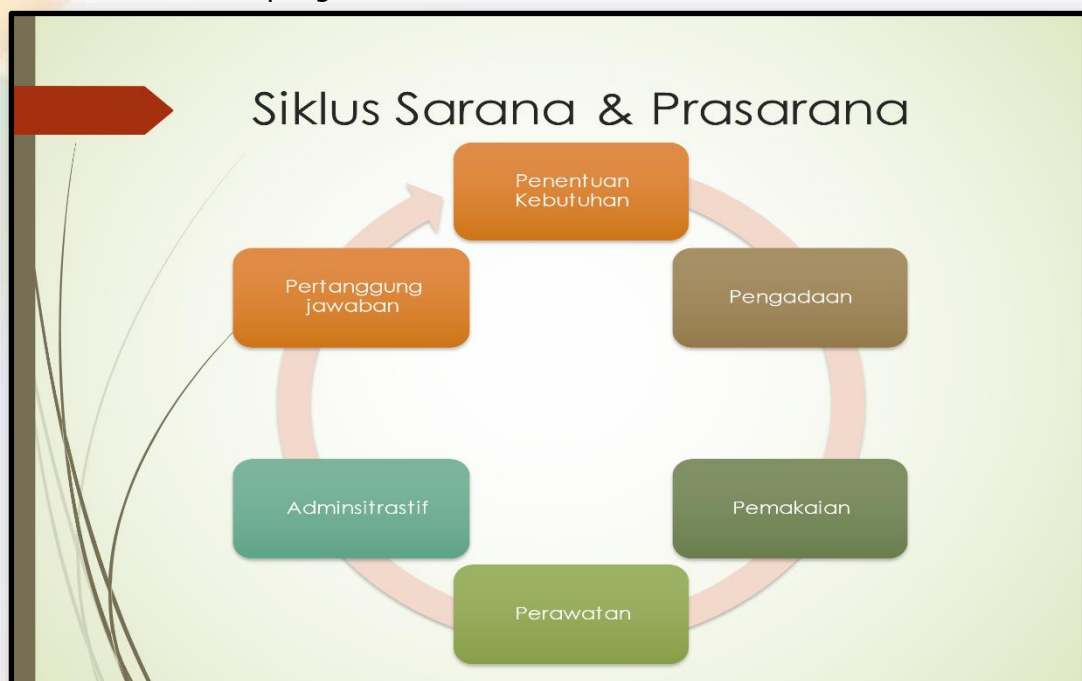 Siklus Sarana & Prasarana
Penentuan
Kebutuhan
Pengadaan
Pemakaian
Perawatan
Adminsitrastif
Pertanggung
jawaban